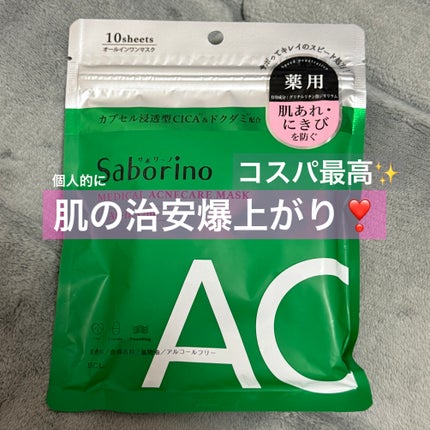 10sheets
オールインワンマスク
薬用
肌あれ・
にきび
を防ぐ
カプセル浸透型CICA&ドクダミ配合
サボリーノ
Saborino
コスパ最高✨
MEDICAL ACNECARE MASK
個人的に
肌の治安爆上がり❣
AC